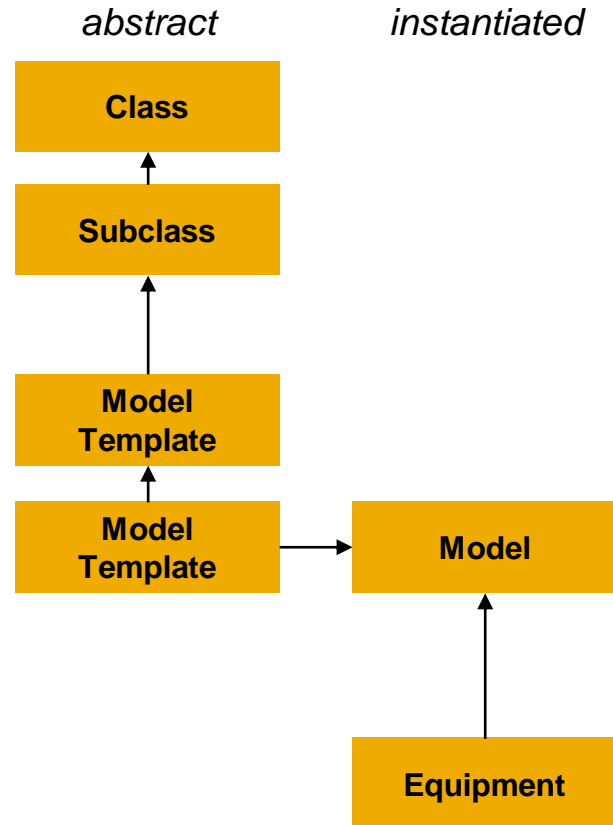 abstract
instantiated
Class
Subclass
Model
Template
Model
Template
Model
Equipment